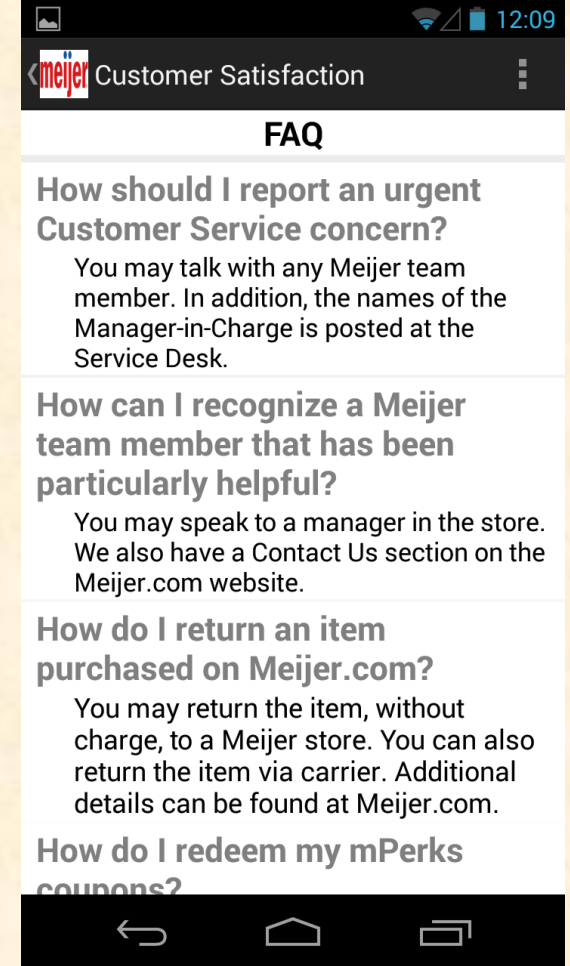 12:09
meijer Customer Satisfaction
FAQ
How should I report an urgent
Customer Service concern?
You may talk with any Meijer team
member. In addition, the names of the
Manager-in-Charge is posted at the
Service Desk.
How can I recognize a Meijer
team member that has been
particularly helpful?
You may speak to a manager in the store.
We also have a Contact Us section on the
Meijer.com website.
How do I return an item
purchased on Meijer.com?
You may return the item, without
charge, to a Meijer store. You can also
return the item via carrier. Additional
details can be found at Meijer.com.
How do I redeem my mPerks
coupons?